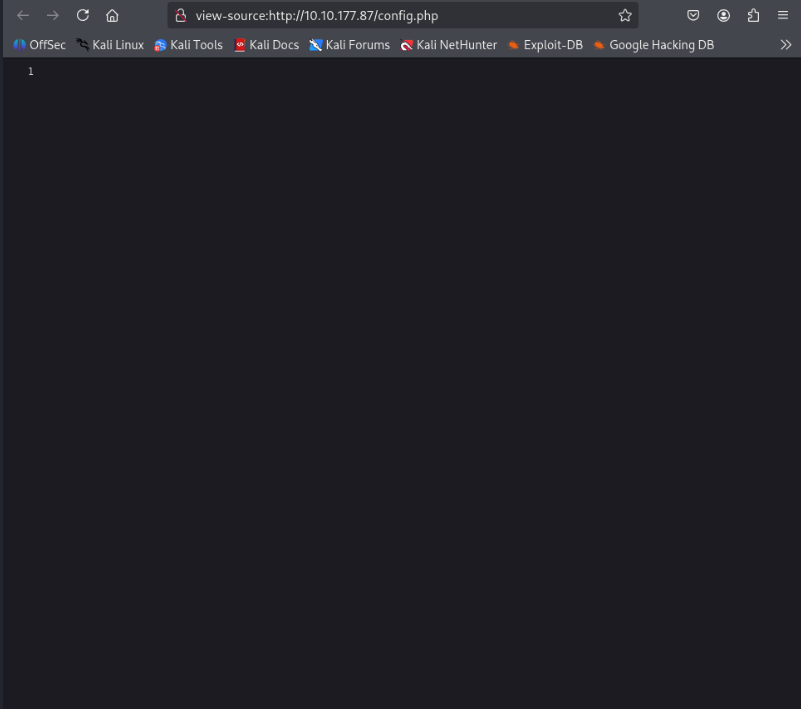 view-source:http://10.10.177.87/config.php
OffSec Kali Linux Kali Tools Kali Docs Kali Forums Kali NetHunter Exploit-DB Google Hacking DB
1